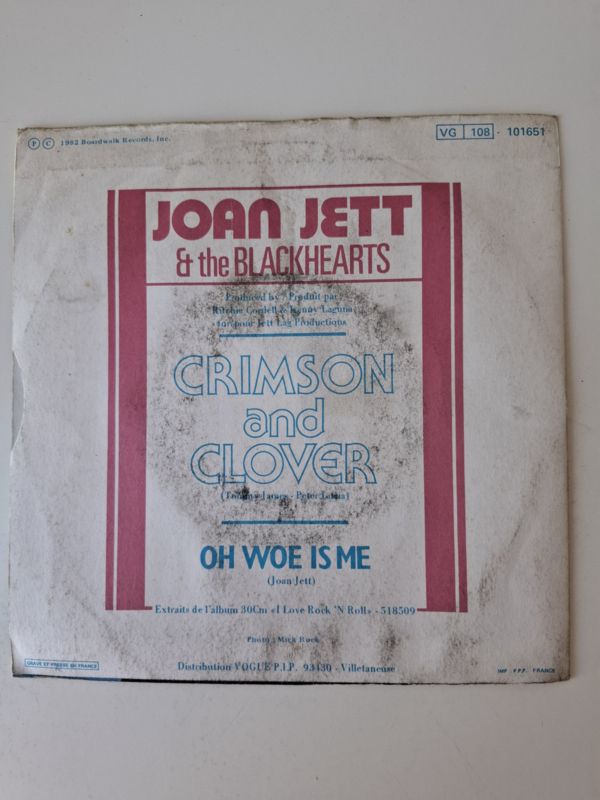 Ⓟ Ⓒ 1982 Boardwalk Records, Inc.
VG 108 · 101651
JOAN JETT
& the BLACKHEARTS
Produced by / Produit par
Ritchie Cordell & Kenny Laguna
for/pour Jett Lag Productions
CRIMSON
and
CLOVER
(Tommy James - Peter Lucia)
OH WOE IS ME
(Joan Jett)
Extraits de l'album 30Cm «I Love Rock 'N Roll» - 518509
Photo : Mick Rock
GRAVÉ ET PRESSÉ EN FRANCE
Distribution VOGUE P.I.P. 93430 - Villetaneuse
IMP : P.P.P. FRANCE